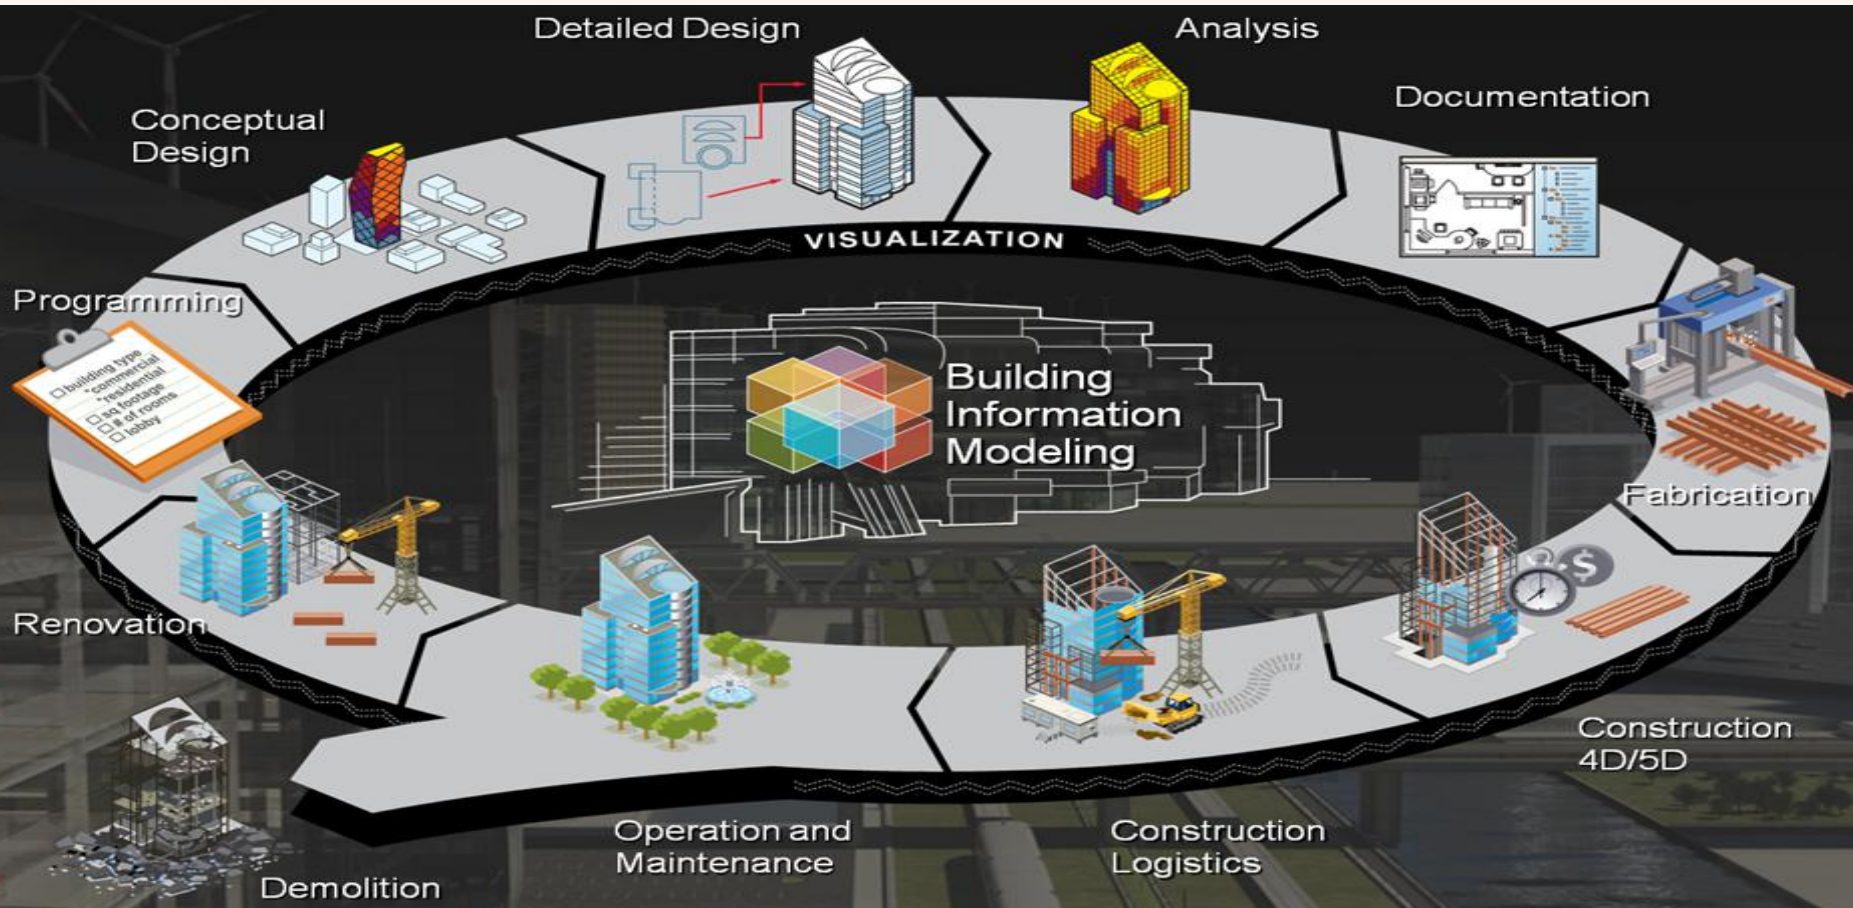 Detailed Design
Analysis
Documentation
Conceptual
Design
VISUALIZATION
Programming
building type
"commercial
"residential
sq footage
# of rooms
lobby
Building
Information
Modeling
Fabrication
$
Renovation
Construction
4D/5D
Operation and
Maintenance
Construction
Logistics
Demolition